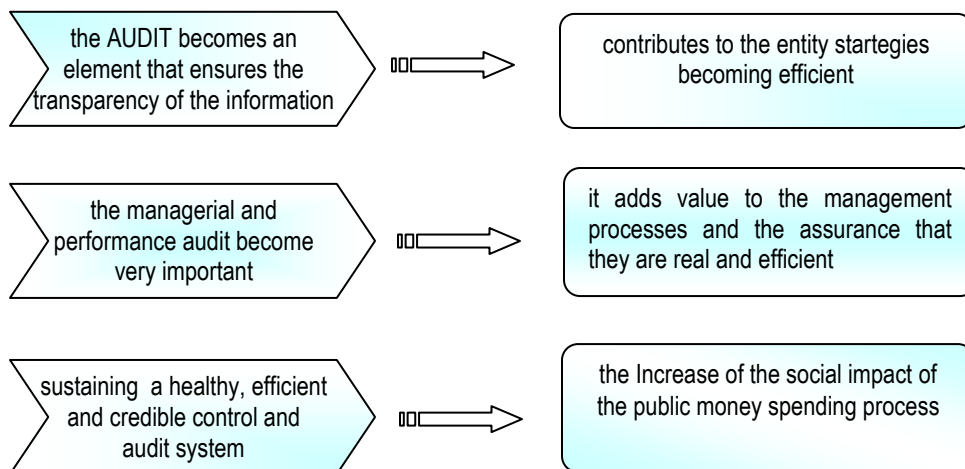 the AUDIT becomes an
element that ensures the
transparency of the information
contributes to the entity startegies
becoming efficient
the managerial and
performance audit become
very important
it adds value to the management
processes and the assurance that
they are real and efficient
sustaining a healthy, efficient
and credible control and
audit system
the Increase of the social impact of
the public money spending process